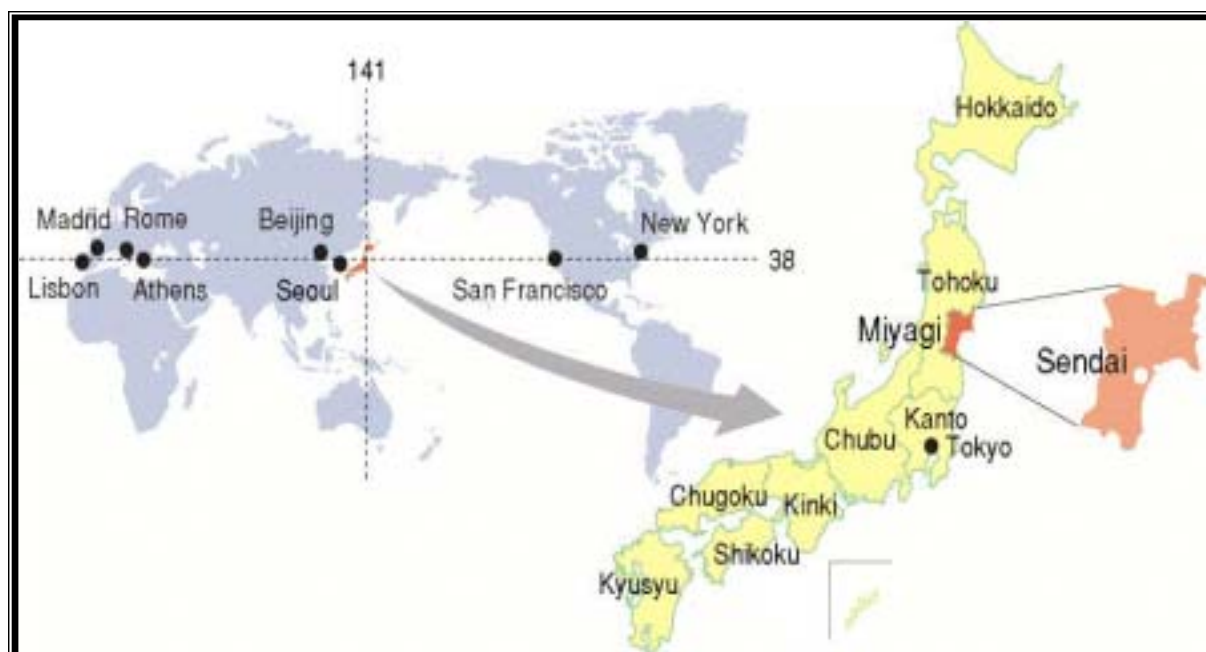 141
Hokkaido
Madrid Rome Beijing New York
38
Lisbon Athens Seoul San Francisco
Tohoku
Miyagi
Sendai
Kanto
Chubu Tokyo
Chugoku Kinki
Shikoku
Kyusyu